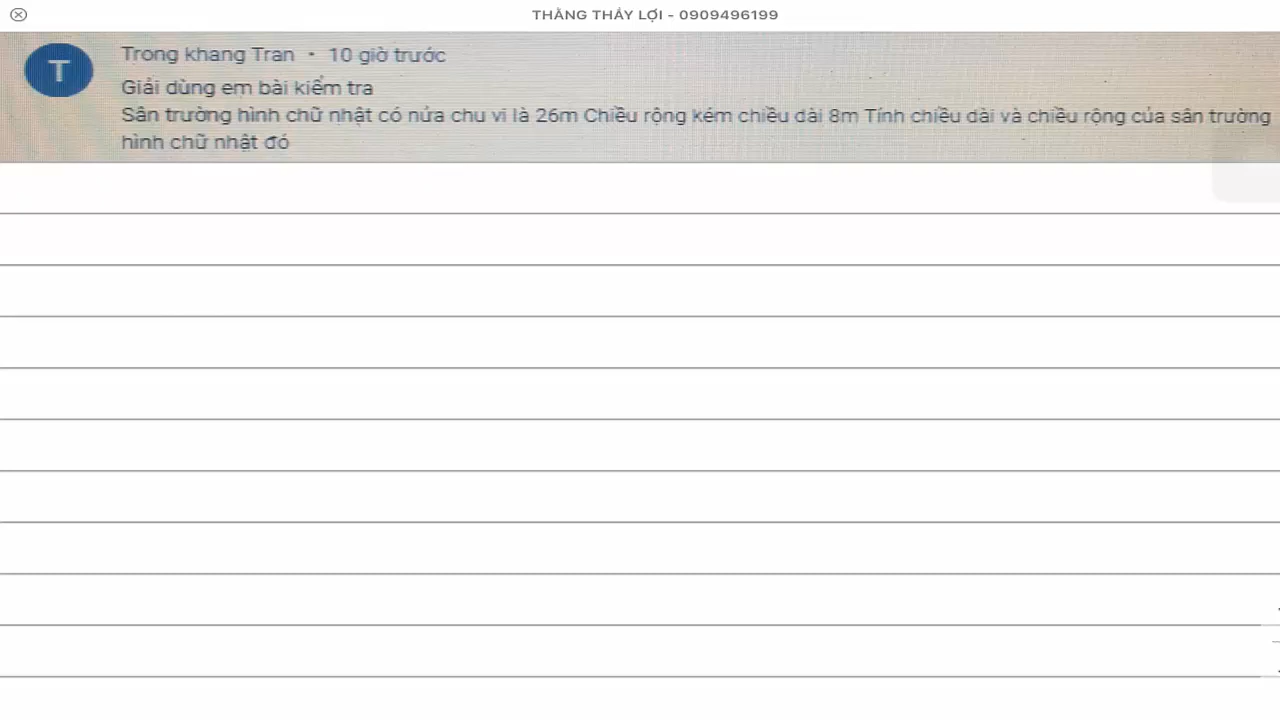 THẦNG THẦY LỢI - 0909496199
T
Trong khang Tran • 10 giờ trước
Giải dùng em bài kiểm tra
Sân trường hình chữ nhật có nửa chu vi là 26m Chiều rộng kém chiều dài 8m Tính chiều dài và chiều rộng của sân trường
hình chữ nhật đó